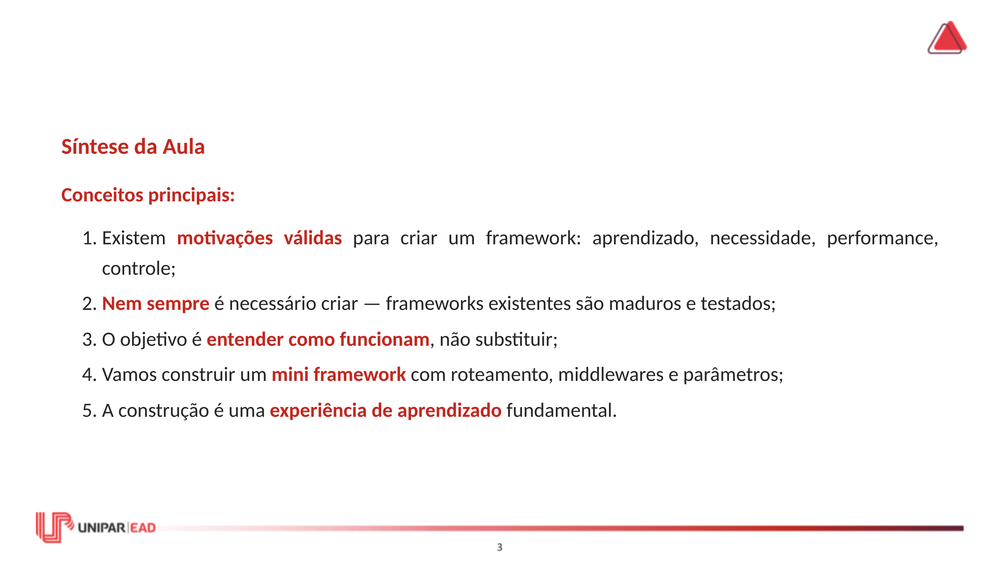 Síntese da Aula
Conceitos principais:
1. Existem motivações válidas para criar um framework: aprendizado, necessidade, performance,
controle;
2. Nem sempre é necessário criar — frameworks existentes são maduros e testados;
3. O objetivo é entender como funcionam, não substituir;
4. Vamos construir um mini framework com roteamento, middlewares e parâmetros;
5. A construção é uma experiência de aprendizado fundamental.
UNIPAR|EAD
3